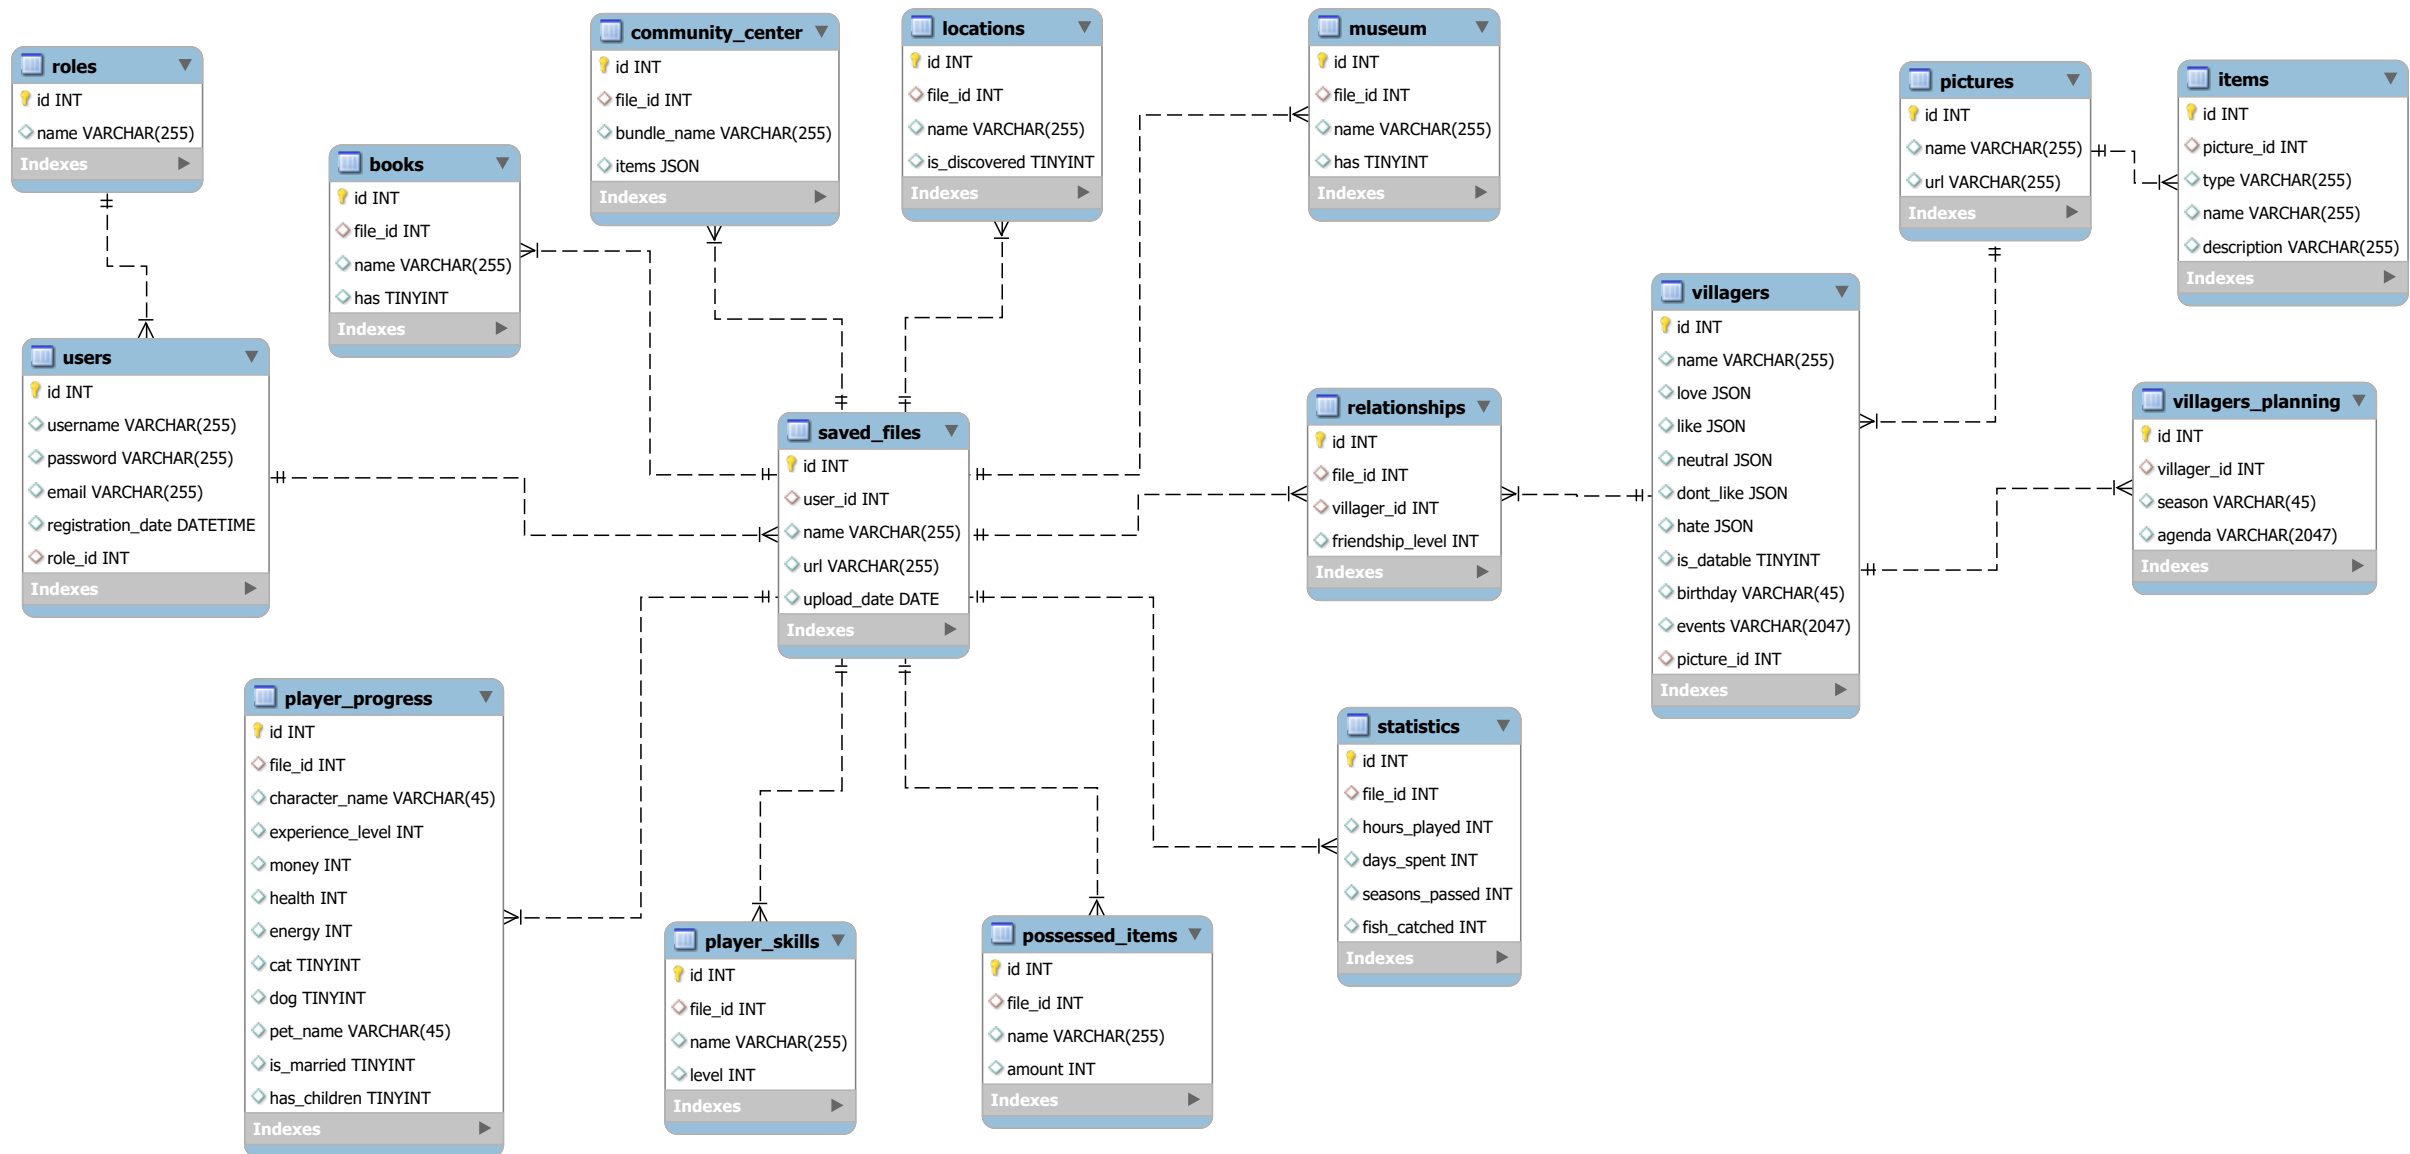 roles
id INT
name VARCHAR(255)
Indexes
users
id INT
username VARCHAR(255)
password VARCHAR(255)
email VARCHAR(255)
registration_date DATETIME
role_id INT
Indexes
books
id INT
file_id INT
name VARCHAR(255)
has TINYINT
Indexes
community_center
id INT
file_id INT
bundle_name VARCHAR(255)
items JSON
Indexes
locations
id INT
file_id INT
name VARCHAR(255)
is_discovered TINYINT
Indexes
museum
id INT
file_id INT
name VARCHAR(255)
has TINYINT
Indexes
pictures
id INT
name VARCHAR(255)
url VARCHAR(255)
Indexes
items
id INT
picture_id INT
type VARCHAR(255)
name VARCHAR(255)
description VARCHAR(255)
Indexes
saved_files
id INT
user_id INT
name VARCHAR(255)
url VARCHAR(255)
upload_date DATE
Indexes
relationships
id INT
file_id INT
villager_id INT
friendship_level INT
Indexes
villagers
id INT
name VARCHAR(255)
love JSON
like JSON
neutral JSON
dont_like JSON
hate JSON
is_datable TINYINT
birthday VARCHAR(45)
events VARCHAR(2047)
picture_id INT
Indexes
villagers_planning
id INT
villager_id INT
season VARCHAR(45)
agenda VARCHAR(2047)
Indexes
player_progress
id INT
file_id INT
character_name VARCHAR(45)
experience_level INT
money INT
health INT
energy INT
cat TINYINT
dog TINYINT
pet_name VARCHAR(45)
is_married TINYINT
has_children TINYINT
Indexes
player_skills
id INT
file_id INT
name VARCHAR(255)
level INT
Indexes
possessed_items
id INT
file_id INT
name VARCHAR(255)
amount INT
Indexes
statistics
id INT
file_id INT
hours_played INT
days_spent INT
seasons_passed INT
fish_catched INT
Indexes